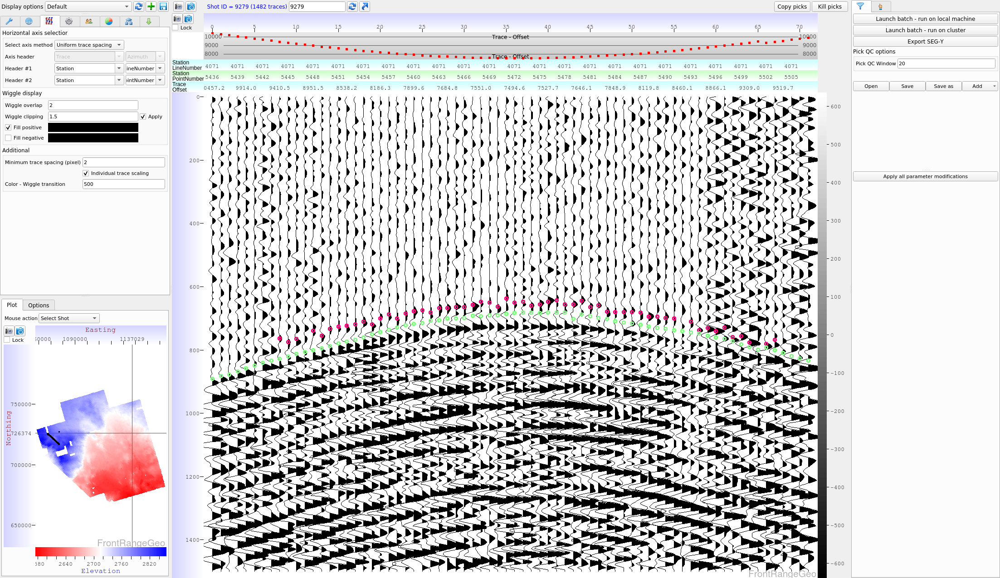 Display options Default
Shot ID = 9279 (1482 traces) 9279
Copy picks Kill picks
Lock
Horizontal axis selectior
Select axis method Uniform trace spacing
Axis header Trace Azimuth
Header #1 Station ineNumber
Header #2 Station intNumber
Wiggle display
Wiggle overlap 2
Wiggle clipping 1.5 Apply
Fill positive
Fill negative
Additional
Minimum trace spacing (pixel) 2
Individual trace scaling
Color - Wiggle transition 500
Plot Options
Mouse action Select Shot
Lock
Easting
50000 1090000 1137029
Northing
750000
726374
700000
650000
FrontRangeGeo
580 2640 2700 2760 2820
Elevation
0 5 10 15 20 25 30 35 40 45 50 55 60 65 70
10000 Trace - Offset 10000
9000 9000
8000 Trace - Offset 8000
Station
LineNumber 4071 4071 4071 4071 4071 4071 4071 4071 4071 4071 4071 4071 4071 4071 4071 4071 4071 4071 4071 4071 4071 4071 4071 4071
Station
PointNumber 5436 5439 5442 5445 5448 5451 5454 5457 5460 5463 5466 5469 5472 5475 5478 5481 5484 5487 5490 5493 5496 5499 5502 5505
Trace
Offset 0457.2 9914.0 9410.5 8951.5 8538.2 8186.3 7899.6 7684.8 7551.0 7494.6 7527.7 7646.1 7848.9 8119.8 8460.1 8866.1 9309.0 9519.7
0
200
400
600
800
1000
1200
1400
600
500
400
300
200
100
0
-100
-200
-300
-400
-500
-600
FrontRangeGeo
Launch batch - run on local machine
Launch batch - run on cluster
Export SEG-Y
Pick QC options
Pick QC Window 20
Open Save Save as Add
Apply all parameter modifications